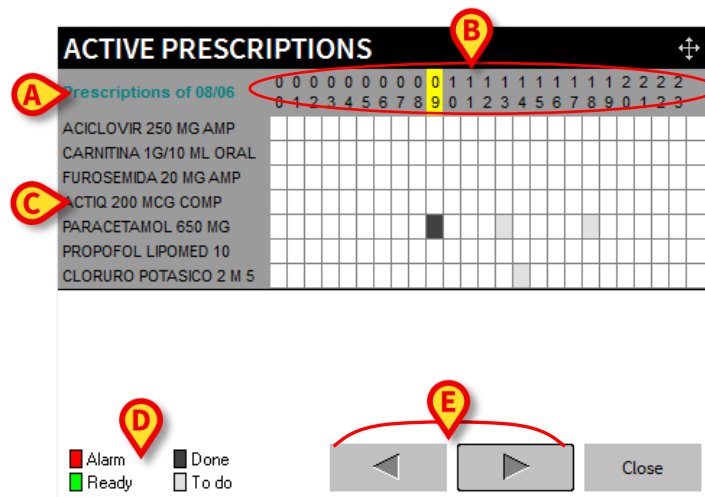 B
ACTIVE PRESCRIPTIONS
A
Prescriptions of 08/06
0 0 0 0 0 0 0 0 0 0 1 1 1 1 1 1 1 1 1 1 2 2 2 2
0 1 2 3 4 5 6 7 8 9 0 1 2 3 4 5 6 7 8 9 0 1 2 3
ACICLOVIR 250 MG AMP
CARNITINA 1G/10 ML ORAL
FUROSEMIDA 20 MG AMP
C
ACTIQ 200 MCG COMP
PARACETAMOL 650 MG
PROPOFOL LIPOMED 10
CLORURO POTASICO 2 M 5
D
E
Alarm
Done
Ready
To do
Close